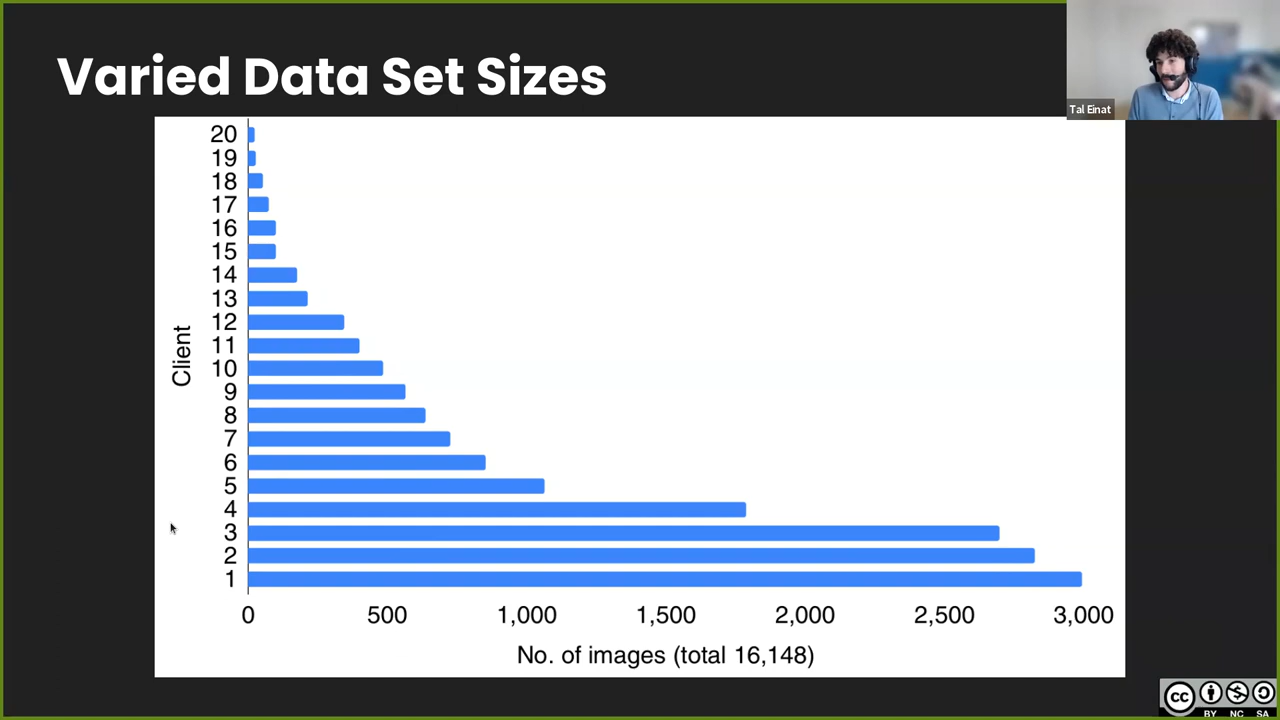 Varied Data Set Sizes
Tal Einat
20
19
18
17
16
15
14
13
12
11
10
9
8
7
6
5
4
3
2
1
Client
0 500 1,000 1,500 2,000 2,500 3,000
No. of images (total 16,148)
cc
BY NC SA